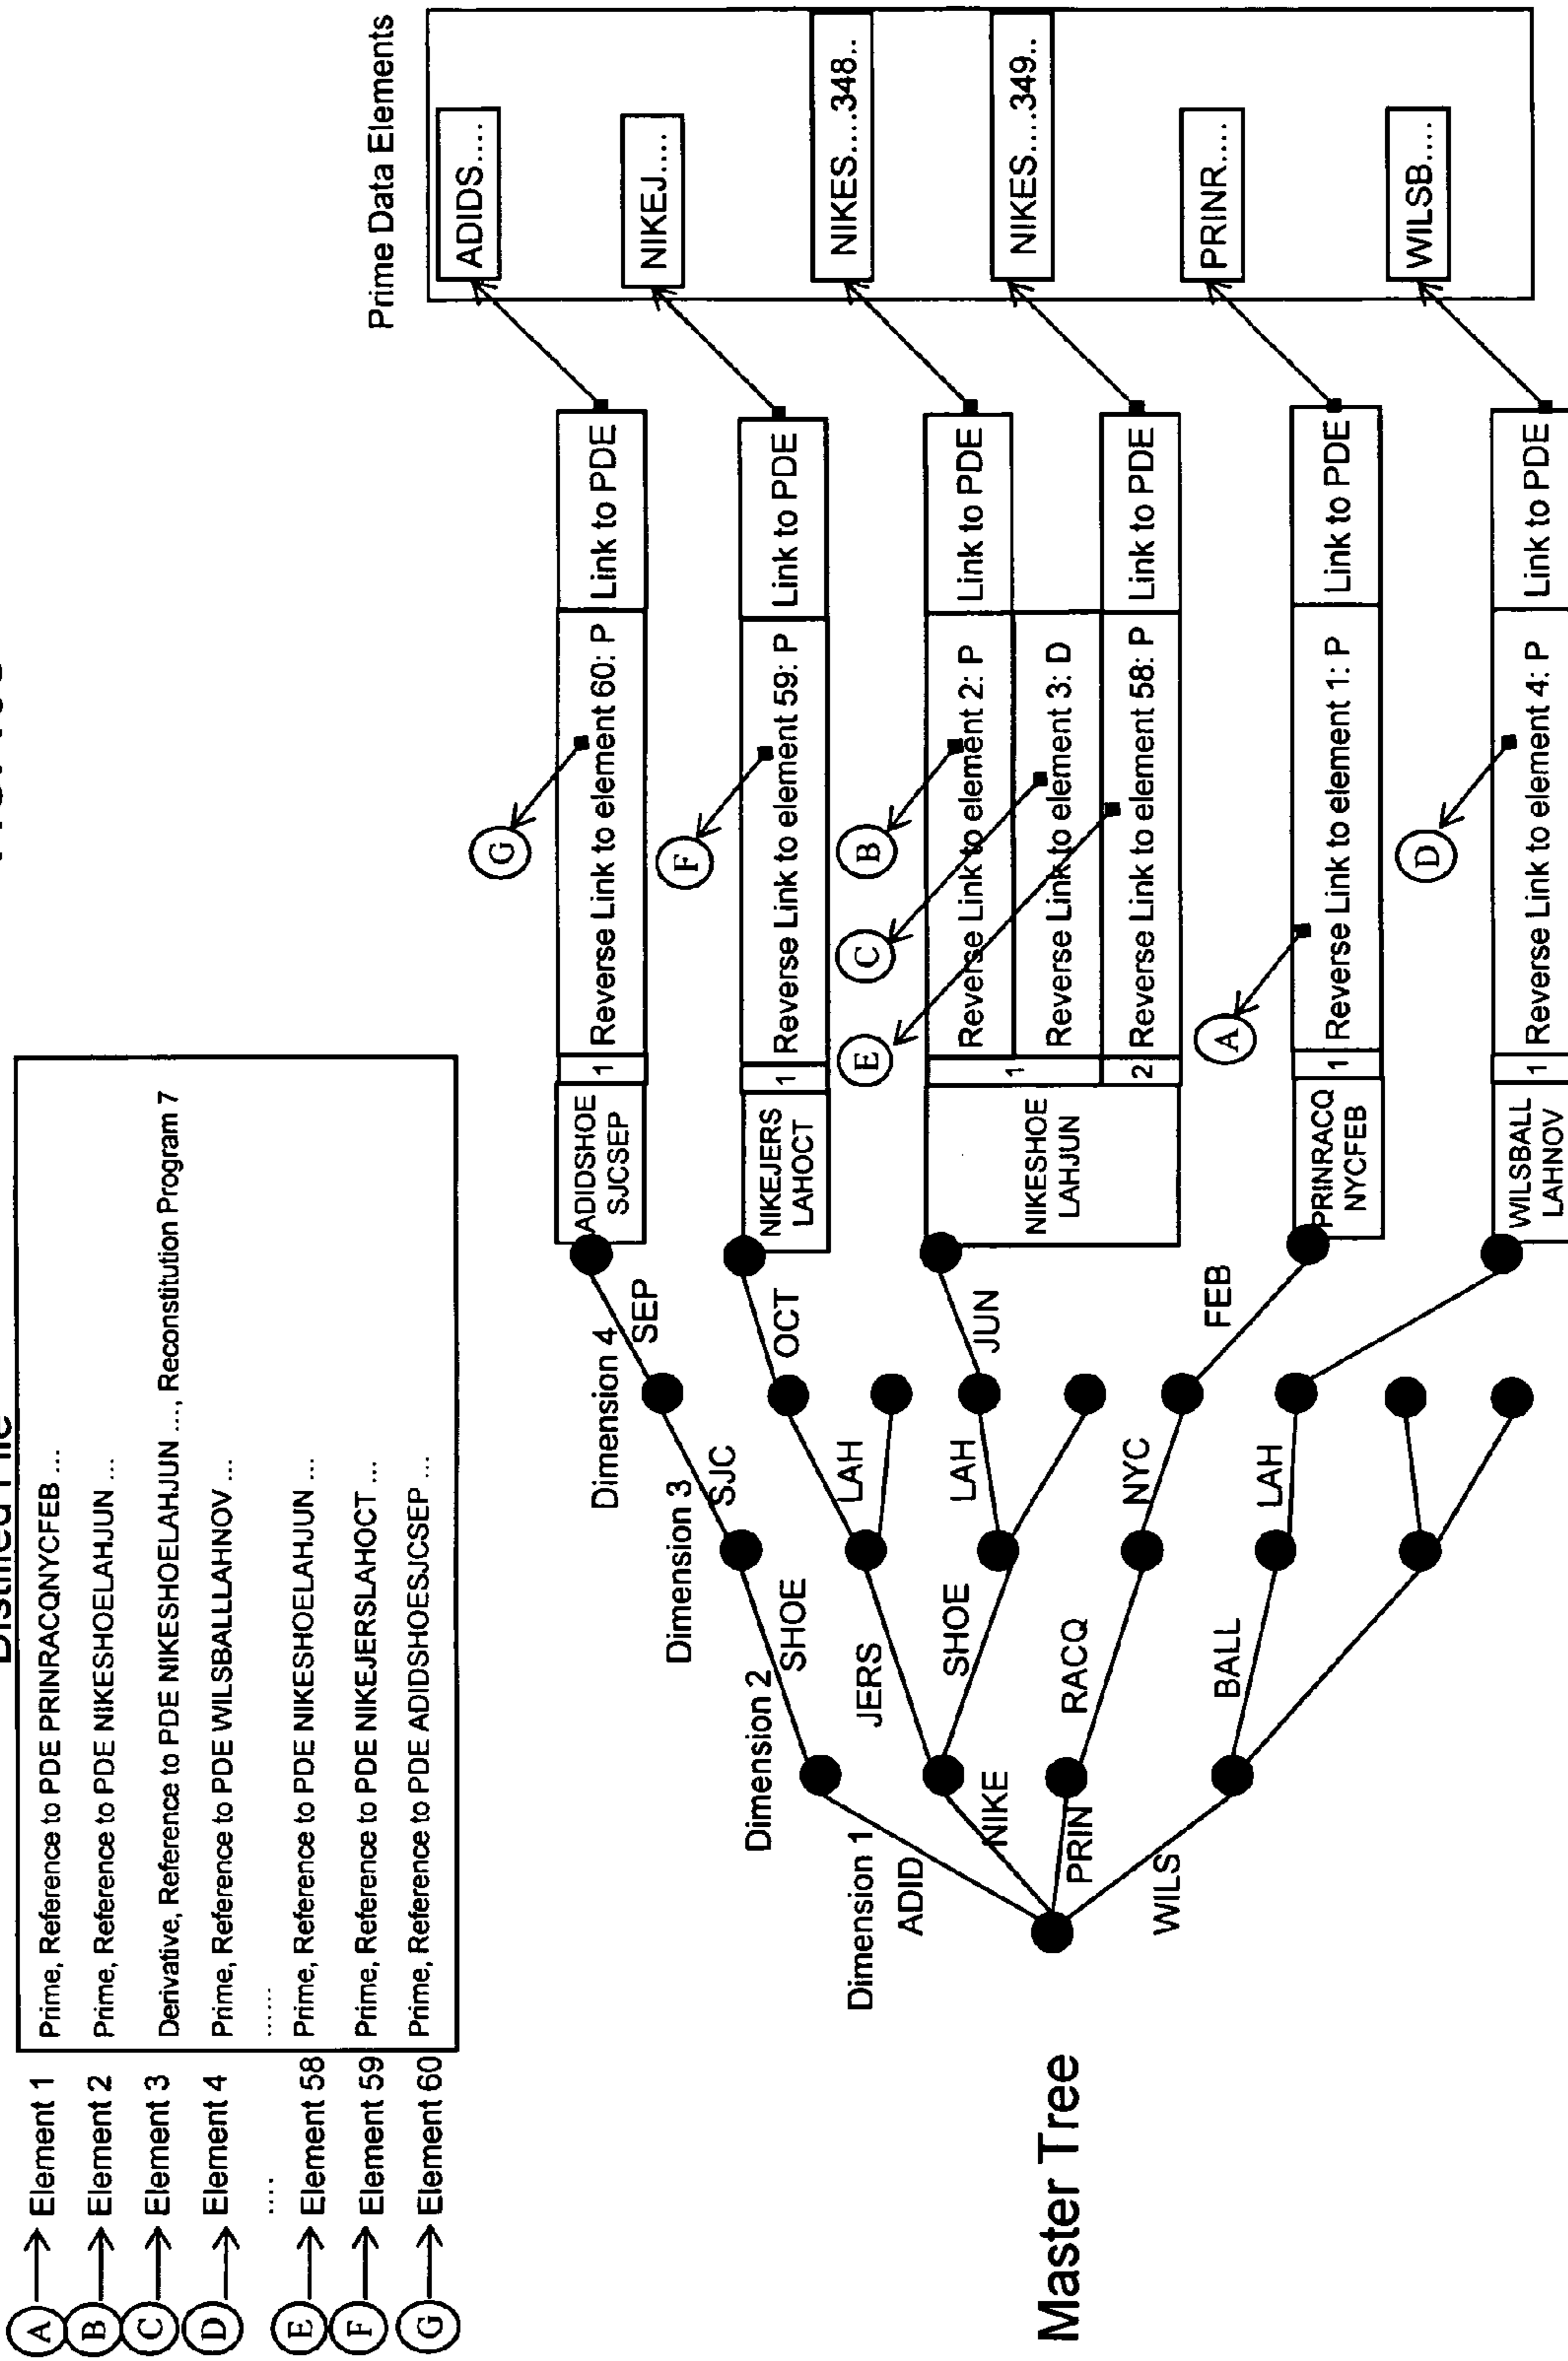 Distilled File
A Element 1 Prime, Reference to PDE PRINRACQNYCFEB ...
B Element 2 Prime, Reference to PDE NIKESHOELAHJUN ...
C Element 3 Derivative, Reference to PDE NIKESHOELAHJUN ..., Reconstitution Program 7
D Element 4 Prime, Reference to PDE WILSBALLLAHNOV ...
.... ......
E Element 58 Prime, Reference to PDE NIKESHOELAHJUN ...
F Element 59 Prime, Reference to PDE NIKEJERSLAHOCT ...
G Element 60 Prime, Reference to PDE ADIDSHOESJCSEP ...
Prime Data Elements
Master Tree
Dimension 1
Dimension 2
Dimension 3
Dimension 4
ADID
SHOE
SJC
SEP
ADIDSHOE
SJCSEP
1
Reverse Link to element 60: P
Link to PDE
ADIDS....
G
NIKE
JERS
LAH
OCT
NIKEJERS
LAHOCT
1
Reverse Link to element 59: P
Link to PDE
NIKEJ....
F
SHOE
LAH
JUN
NIKESHOE
LAHJUN
1
Reverse Link to element 2: P
Link to PDE
NIKES....348..
B
Reverse Link to element 3: D
C
2
Reverse Link to element 58: P
Link to PDE
NIKES....349..
E
PRIN
RACQ
NYC
FEB
PRINRACQ
NYCFEB
1
Reverse Link to element 1: P
Link to PDE
PRINR....
A
WILS
BALL
LAH
WILSBALL
LAHNOV
1
Reverse Link to element 4: P
Link to PDE
WILSB....
D